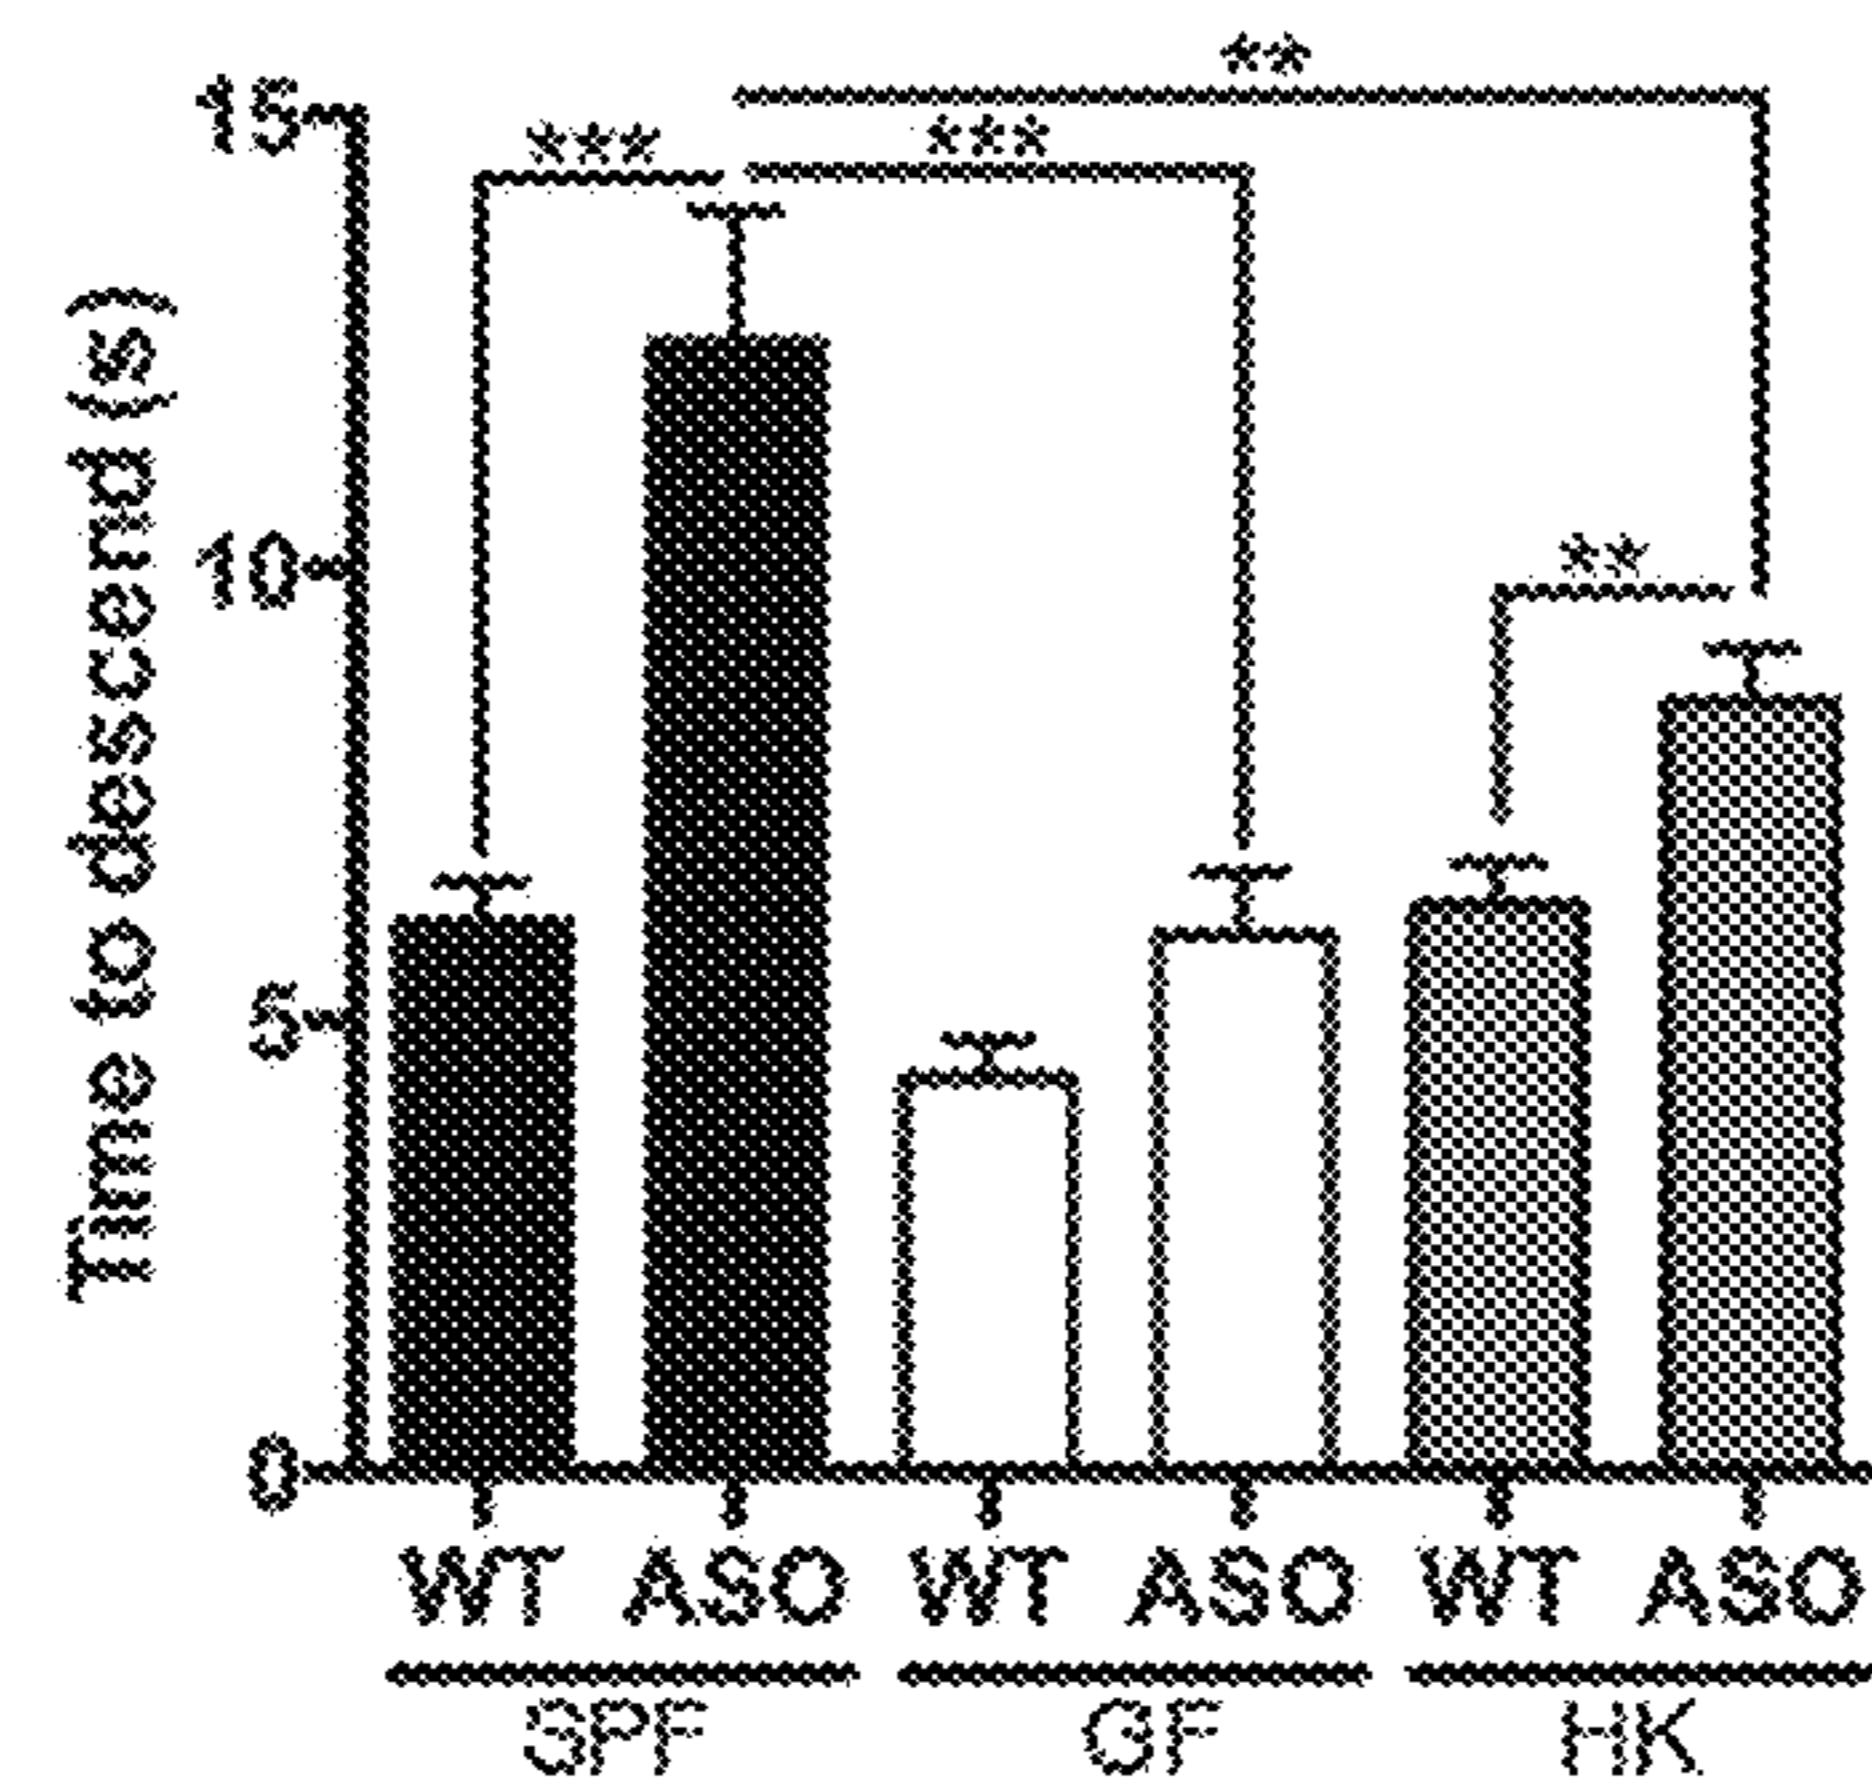 **
15
***
***
10
**
5
0
Time to descend (s)
WT ASO WT ASO WT ASO
SPF GF HK